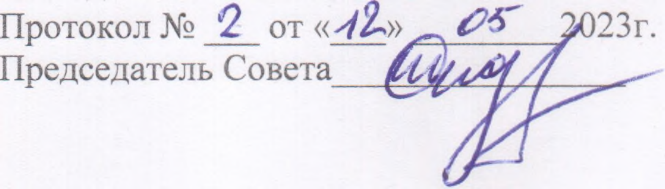 Протокол № 2 от «12» 05 2023г.
Председатель Совета